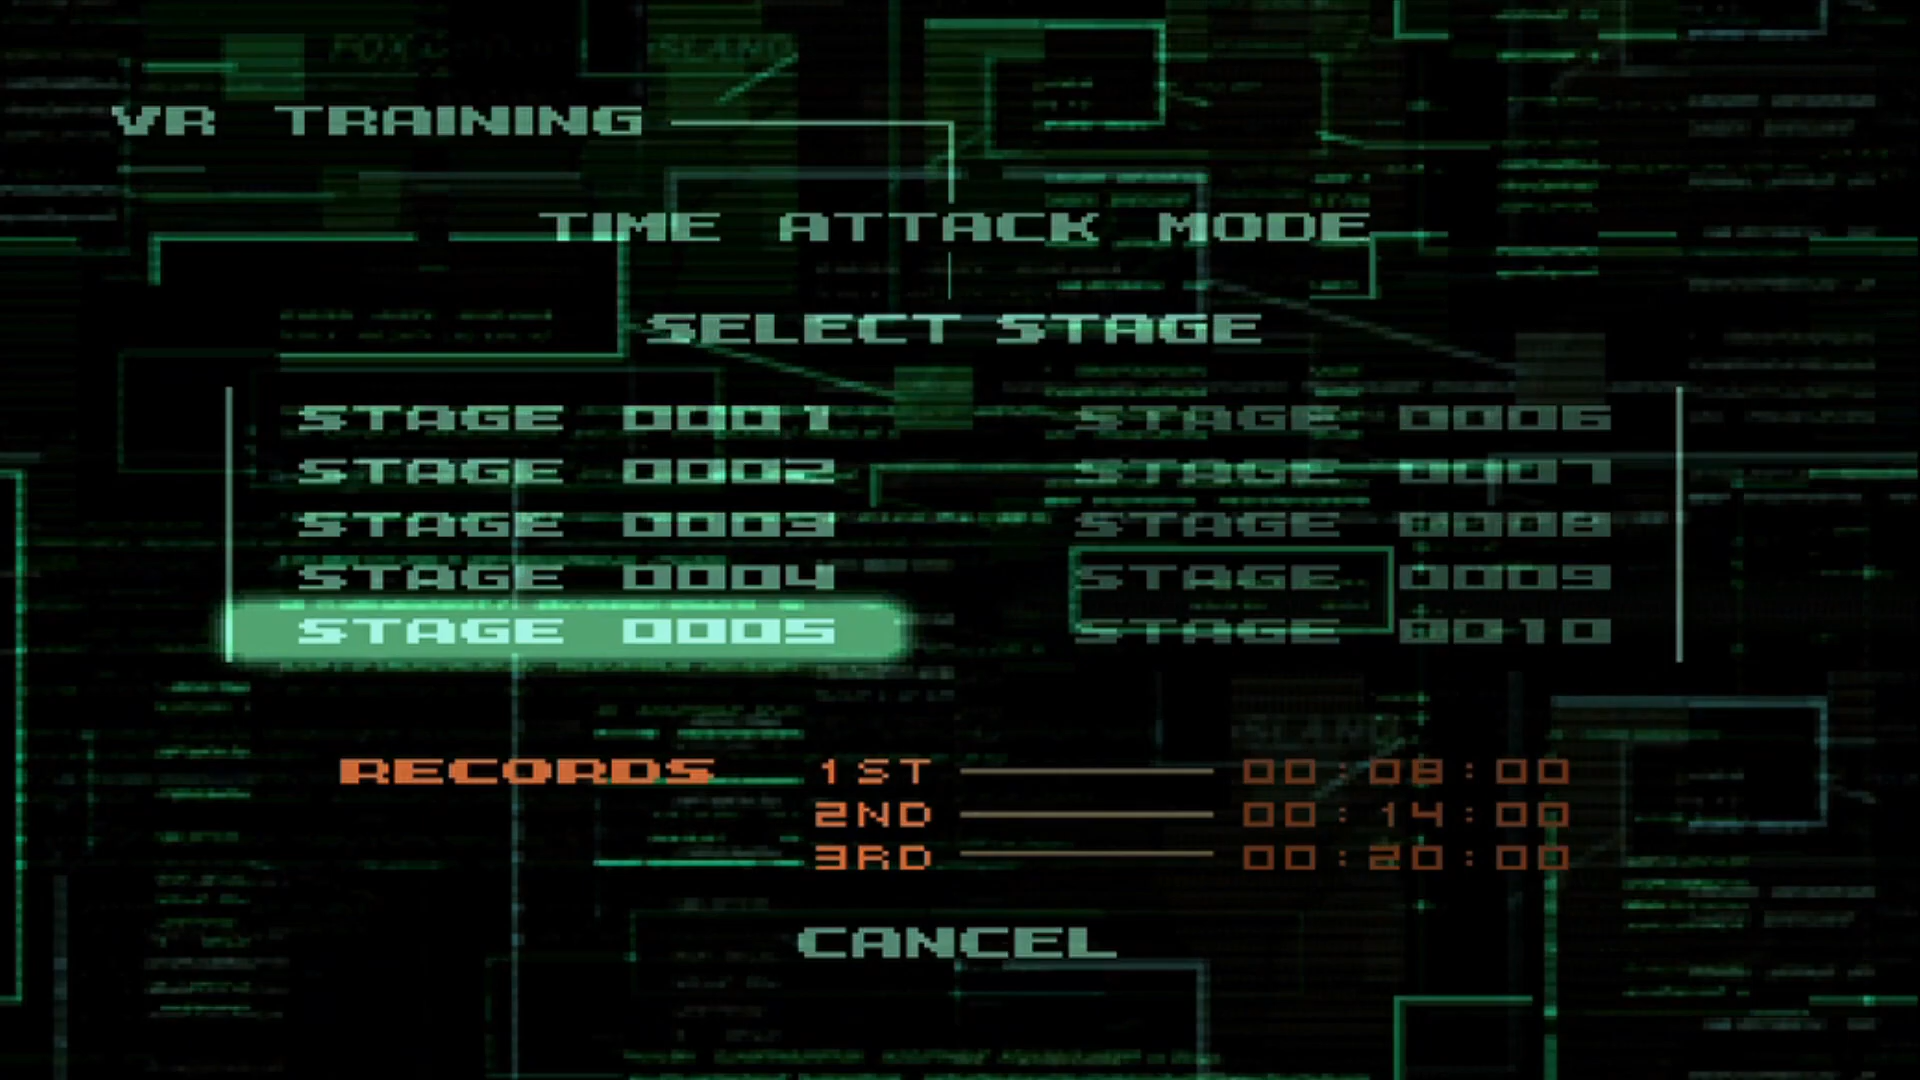 VR TRAINING
TIME ATTACK MODE
SELECT STAGE
STAGE 0001
STAGE 0002
STAGE 0003
STAGE 0004
STAGE 0005
STAGE 0006
STAGE 0007
STAGE 0008
STAGE 0009
STAGE 0010
RECORDS 1ST 00:08:00
2ND 00:14:00
3RD 00:20:00
CANCEL